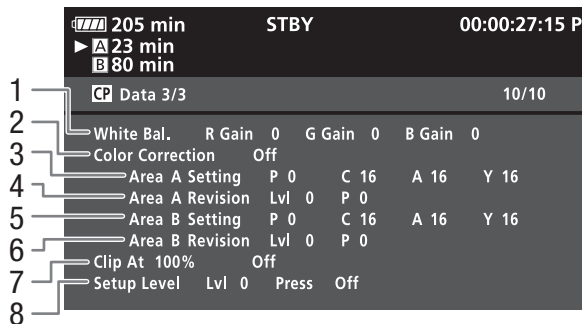 205 min STBY 00:00:27:15 P
A 23 min
B 80 min
CP Data 3/3 10/10
1 White Bal. R Gain 0 G Gain 0 B Gain 0
2 Color Correction Off
3 Area A Setting P 0 C 16 A 16 Y 16
4 Area A Revision Lvl 0 P 0
5 Area B Setting P 0 C 16 A 16 Y 16
6 Area B Revision Lvl 0 P 0
7 Clip At 100% Off
8 Setup Level Lvl 0 Press Off